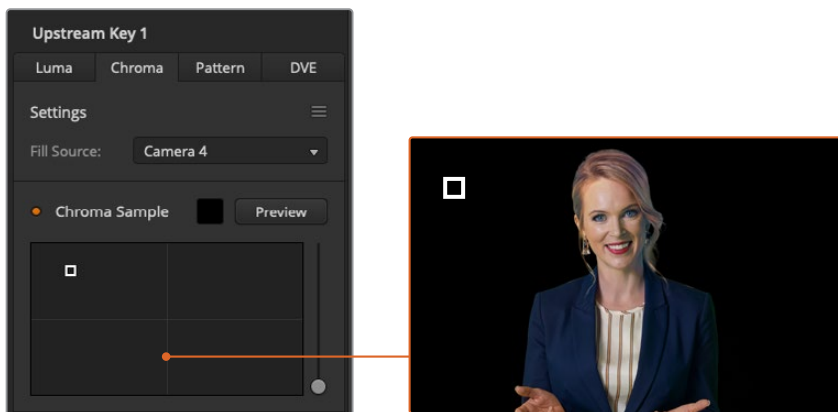 Upstream Key 1
Luma Chroma Pattern DVE
Settings
Fill Source: Camera 4
Chroma Sample Preview